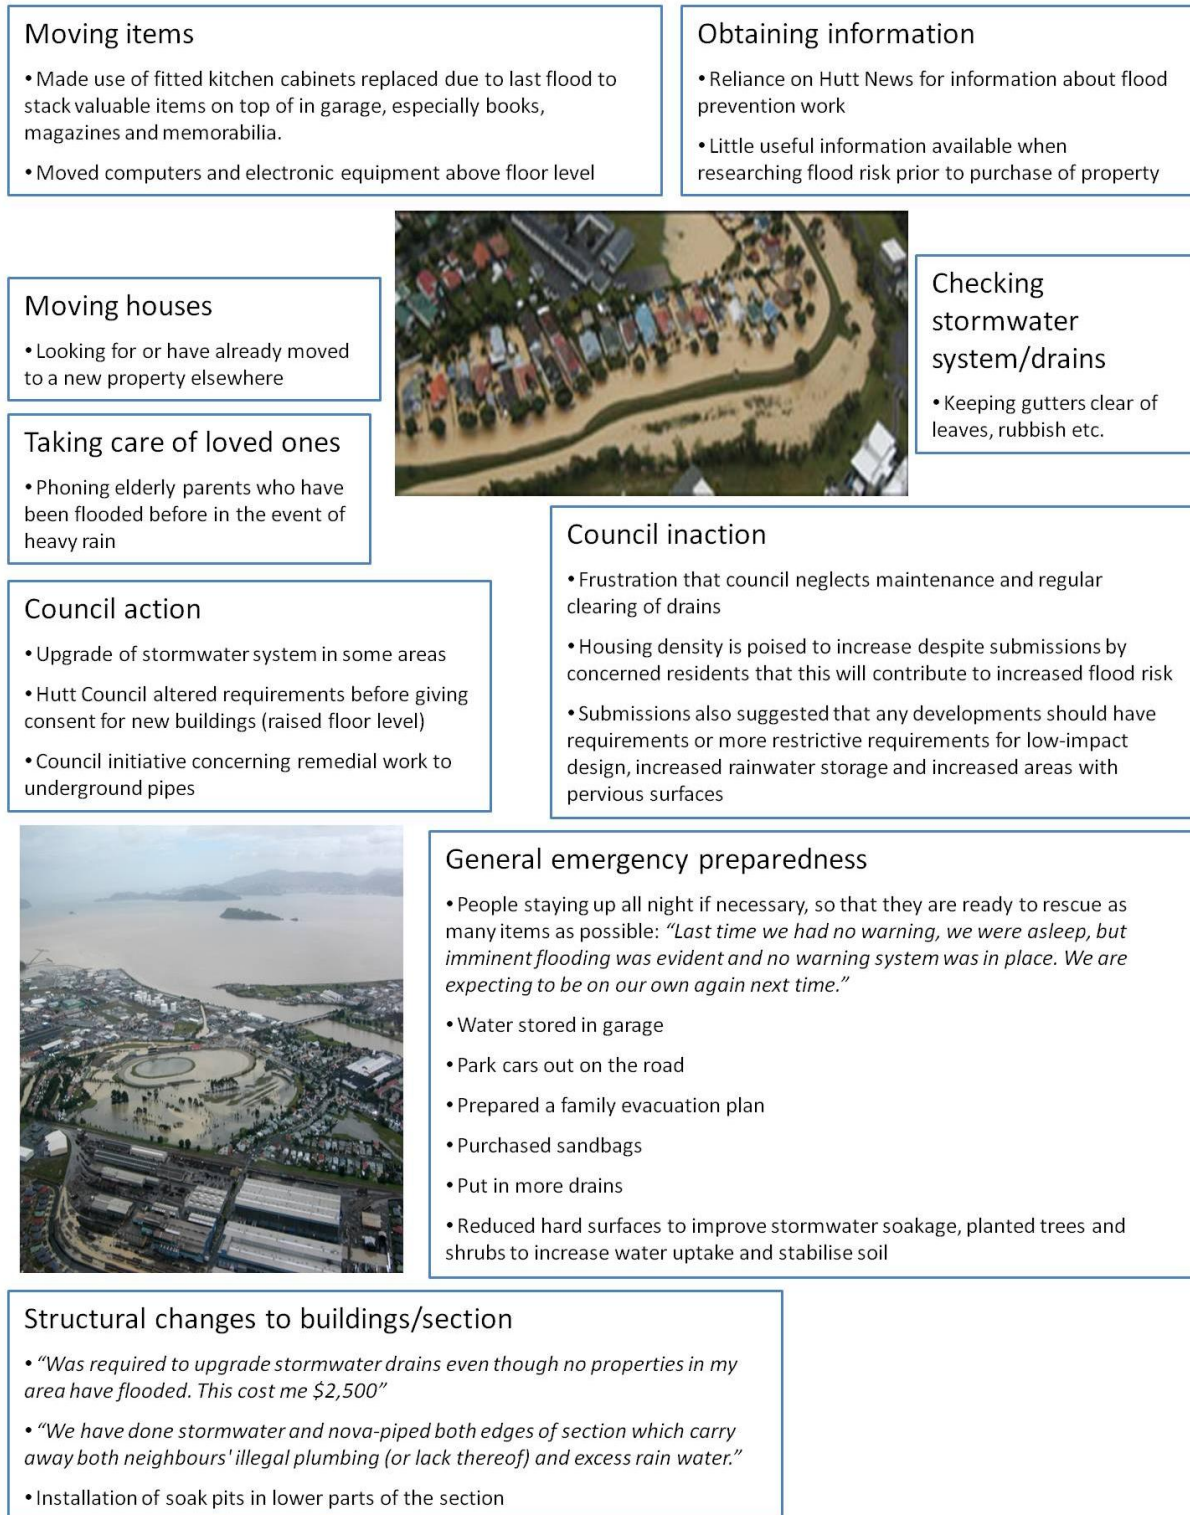 Moving items
• Made use of fitted kitchen cabinets replaced due to last flood to
stack valuable items on top of in garage, especially books,
magazines and memorabilia.
• Moved computers and electronic equipment above floor level
Obtaining information
• Reliance on Hutt News for information about flood
prevention work
• Little useful information available when
researching flood risk prior to purchase of property
Moving houses
• Looking for or have already moved
to a new property elsewhere
Checking
stormwater
system/drains
• Keeping gutters clear of
leaves, rubbish etc.
Taking care of loved ones
• Phoning elderly parents who have
been flooded before in the event of
heavy rain
Council action
• Upgrade of stormwater system in some areas
• Hutt Council altered requirements before giving
consent for new buildings (raised floor level)
• Council initiative concerning remedial work to
underground pipes
Council inaction
• Frustration that council neglects maintenance and regular
clearing of drains
• Housing density is poised to increase despite submissions by
concerned residents that this will contribute to increased flood risk
• Submissions also suggested that any developments should have
requirements or more restrictive requirements for low-impact
design, increased rainwater storage and increased areas with
pervious surfaces
General emergency preparedness
• People staying up all night if necessary, so that they are ready to rescue as
many items as possible: “Last time we had no warning, we were asleep, but
imminent flooding was evident and no warning system was in place. We are
expecting to be on our own again next time.”
• Water stored in garage
• Park cars out on the road
• Prepared a family evacuation plan
• Purchased sandbags
• Put in more drains
• Reduced hard surfaces to improve stormwater soakage, planted trees and
shrubs to increase water uptake and stabilise soil
Structural changes to buildings/section
• “Was required to upgrade stormwater drains even though no properties in my
area have flooded. This cost me $2,500”
• “We have done stormwater and nova-piped both edges of section which carry
away both neighbours' illegal plumbing (or lack thereof) and excess rain water.”
• Installation of soak pits in lower parts of the section